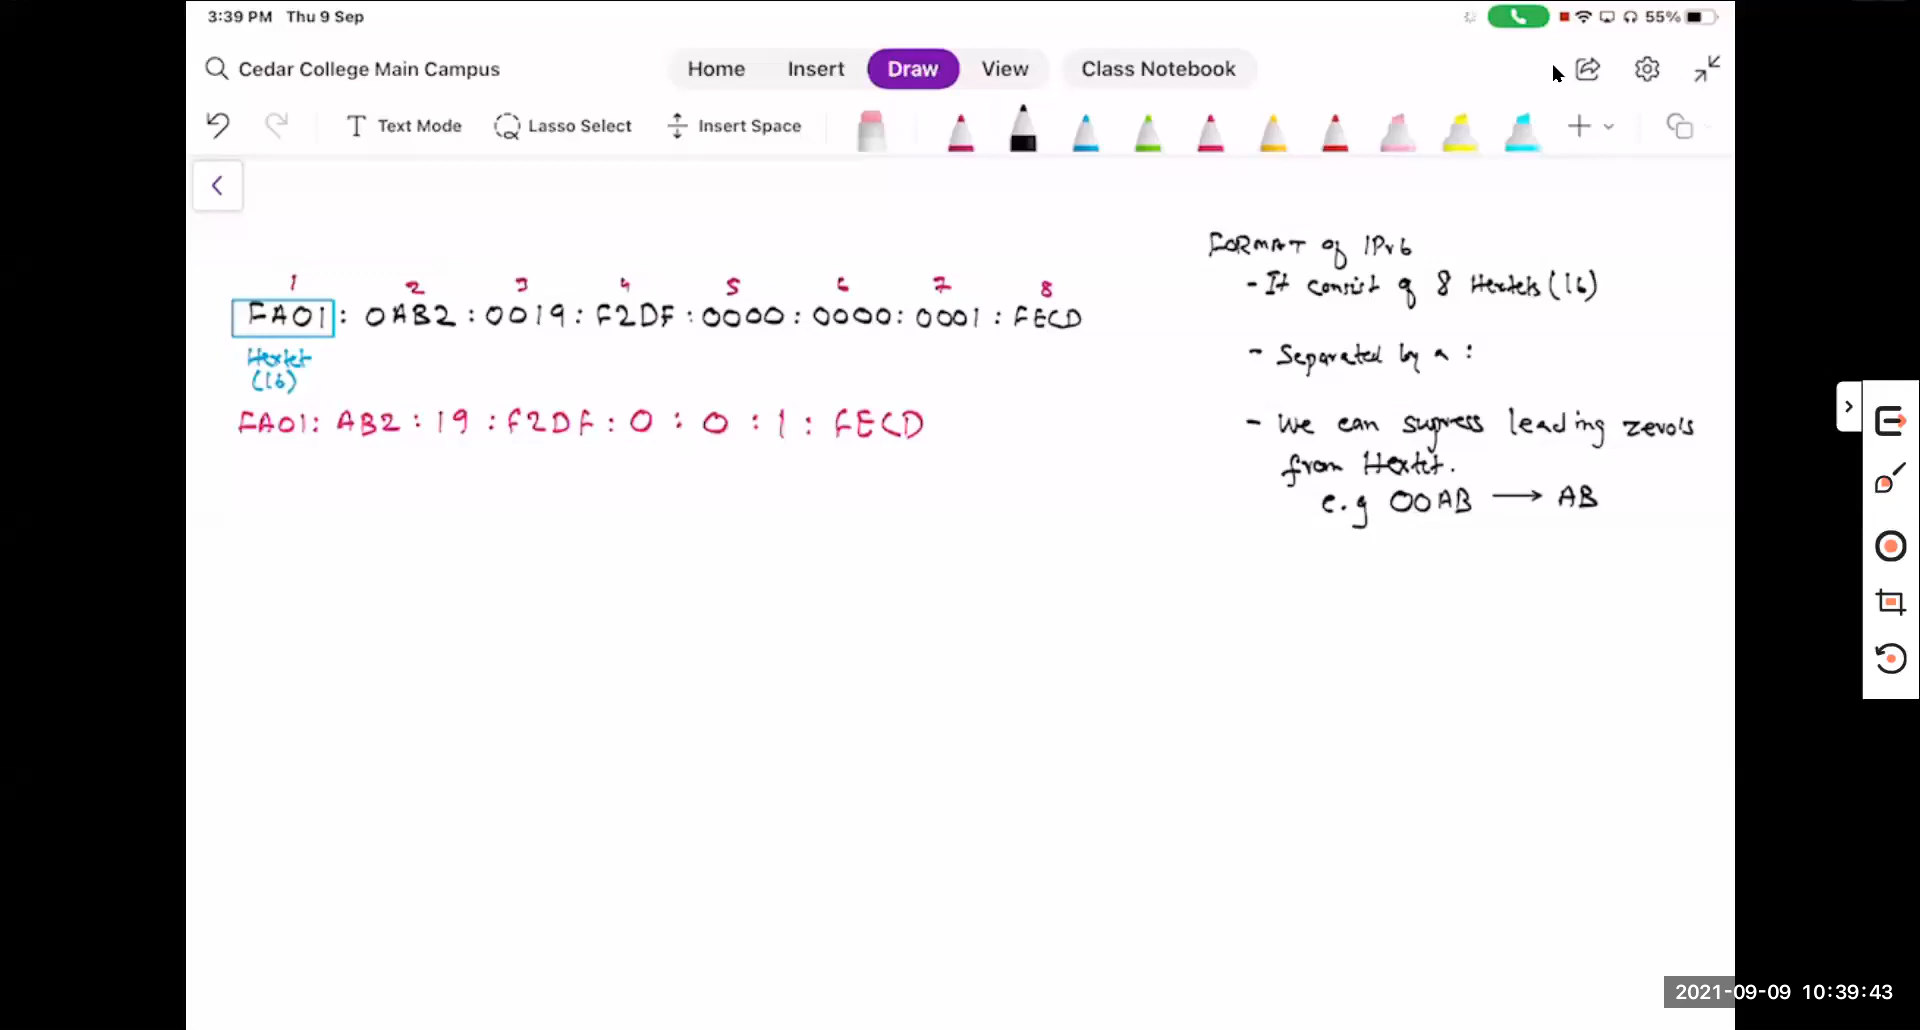 3:39 PM Thu 9 Sep
55%
Cedar College Main Campus
Home Insert Draw View Class Notebook
Text Mode Lasso Select Insert Space
FORMAT of IPv6
1 2 3 4 5 6 7 8
- It consist of 8 Hextets (16)
FA01 : 0AB2 : 0019 : F2DF : 0000 : 0000 : 0001 : FECD
Hextet
(16)
- Separated by a :
FA01 : AB2 : 19 : F2DF : 0 : 0 : 1 : FECD
- We can supress leading zero's
from Hextet.
e.g 00AB → AB
2021-09-09 10:39:43